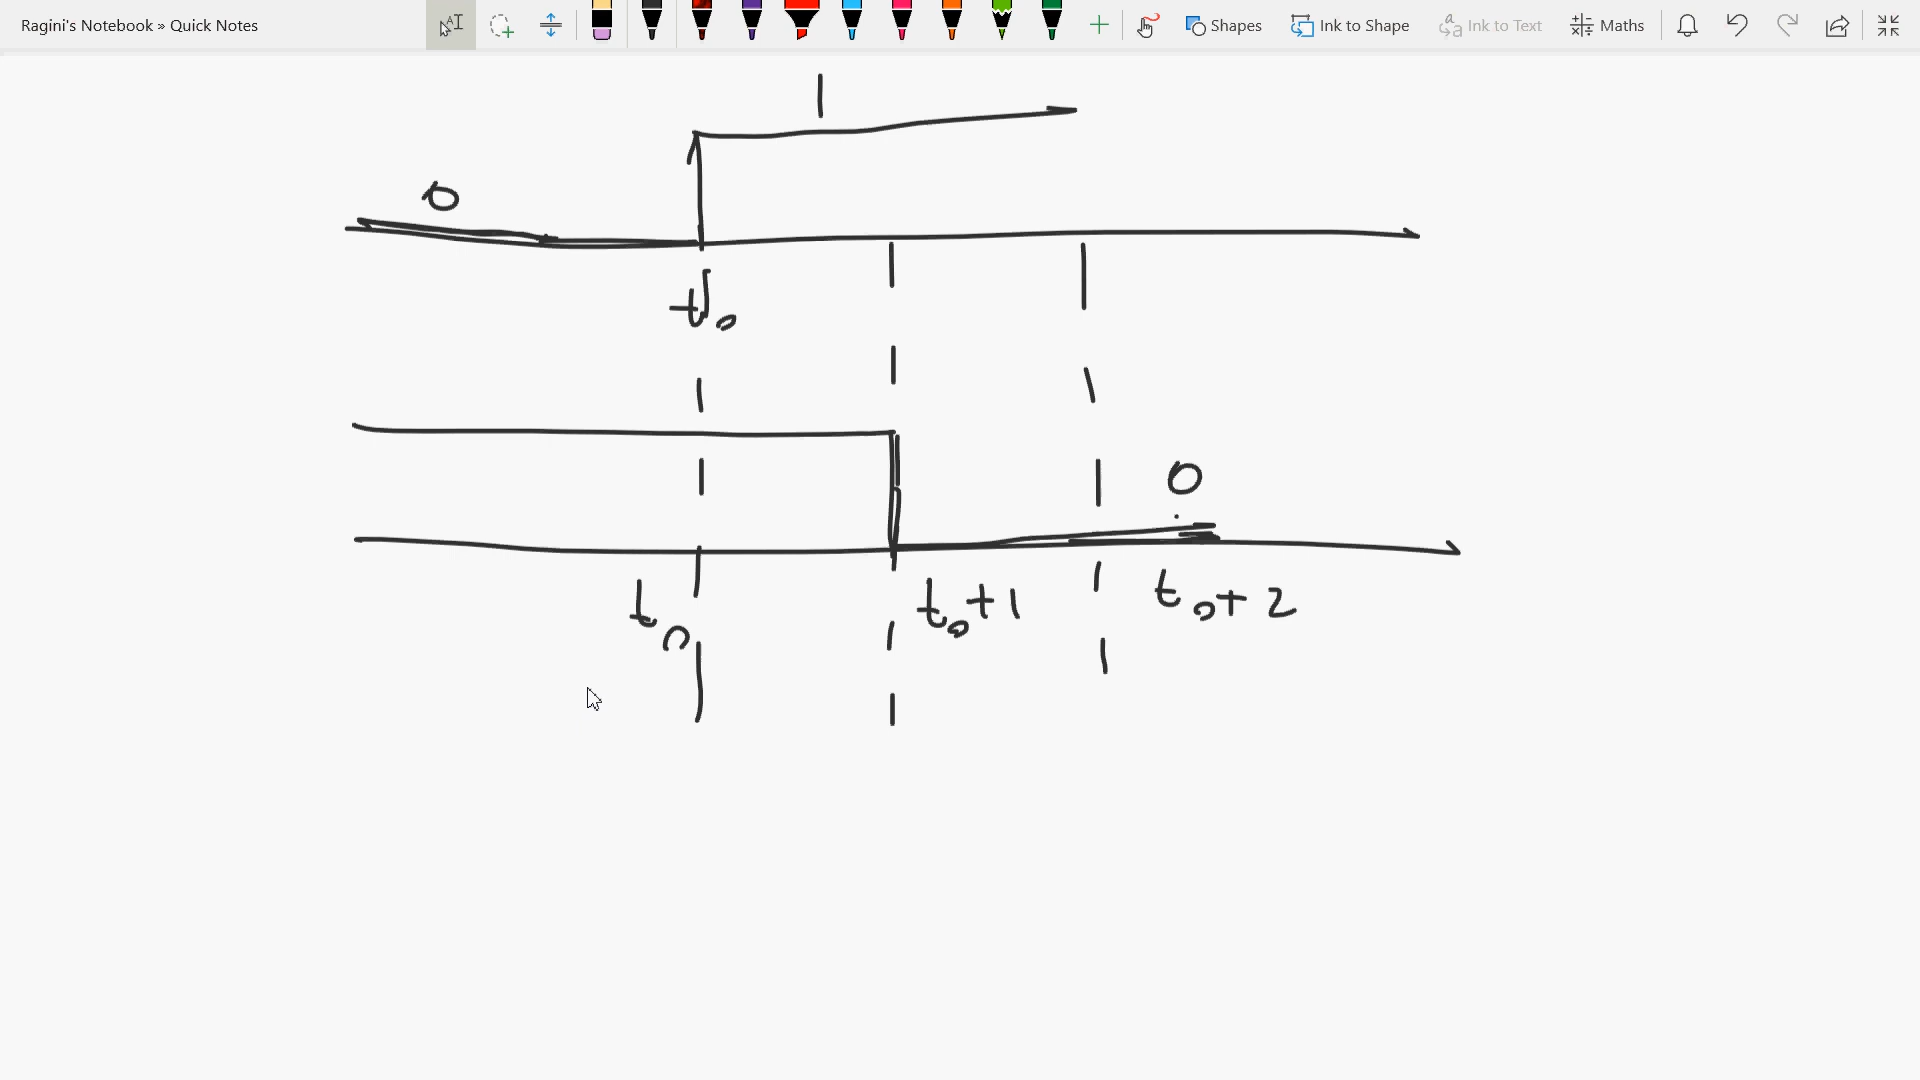 Ragini's Notebook » Quick Notes
Shapes
Ink to Shape
Ink to Text
Maths
1
0
t₀
0
t₀
t₀+1
t₀+2